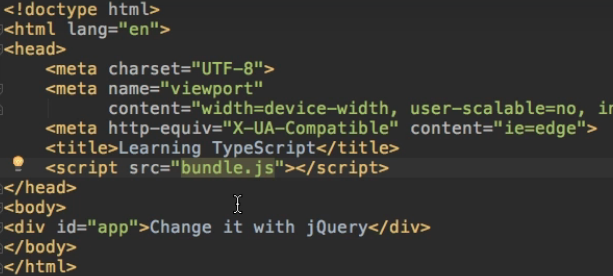 <!doctype html>
<html lang="en">
<head>
    <meta charset="UTF-8">
    <meta name="viewport"
          content="width=device-width, user-scalable=no, in
    <meta http-equiv="X-UA-Compatible" content="ie=edge">
    <title>Learning TypeScript</title>
    <script src="bundle.js"></script>
</head>
<body>
<div id="app">Change it with jQuery</div>
</body>
</html>